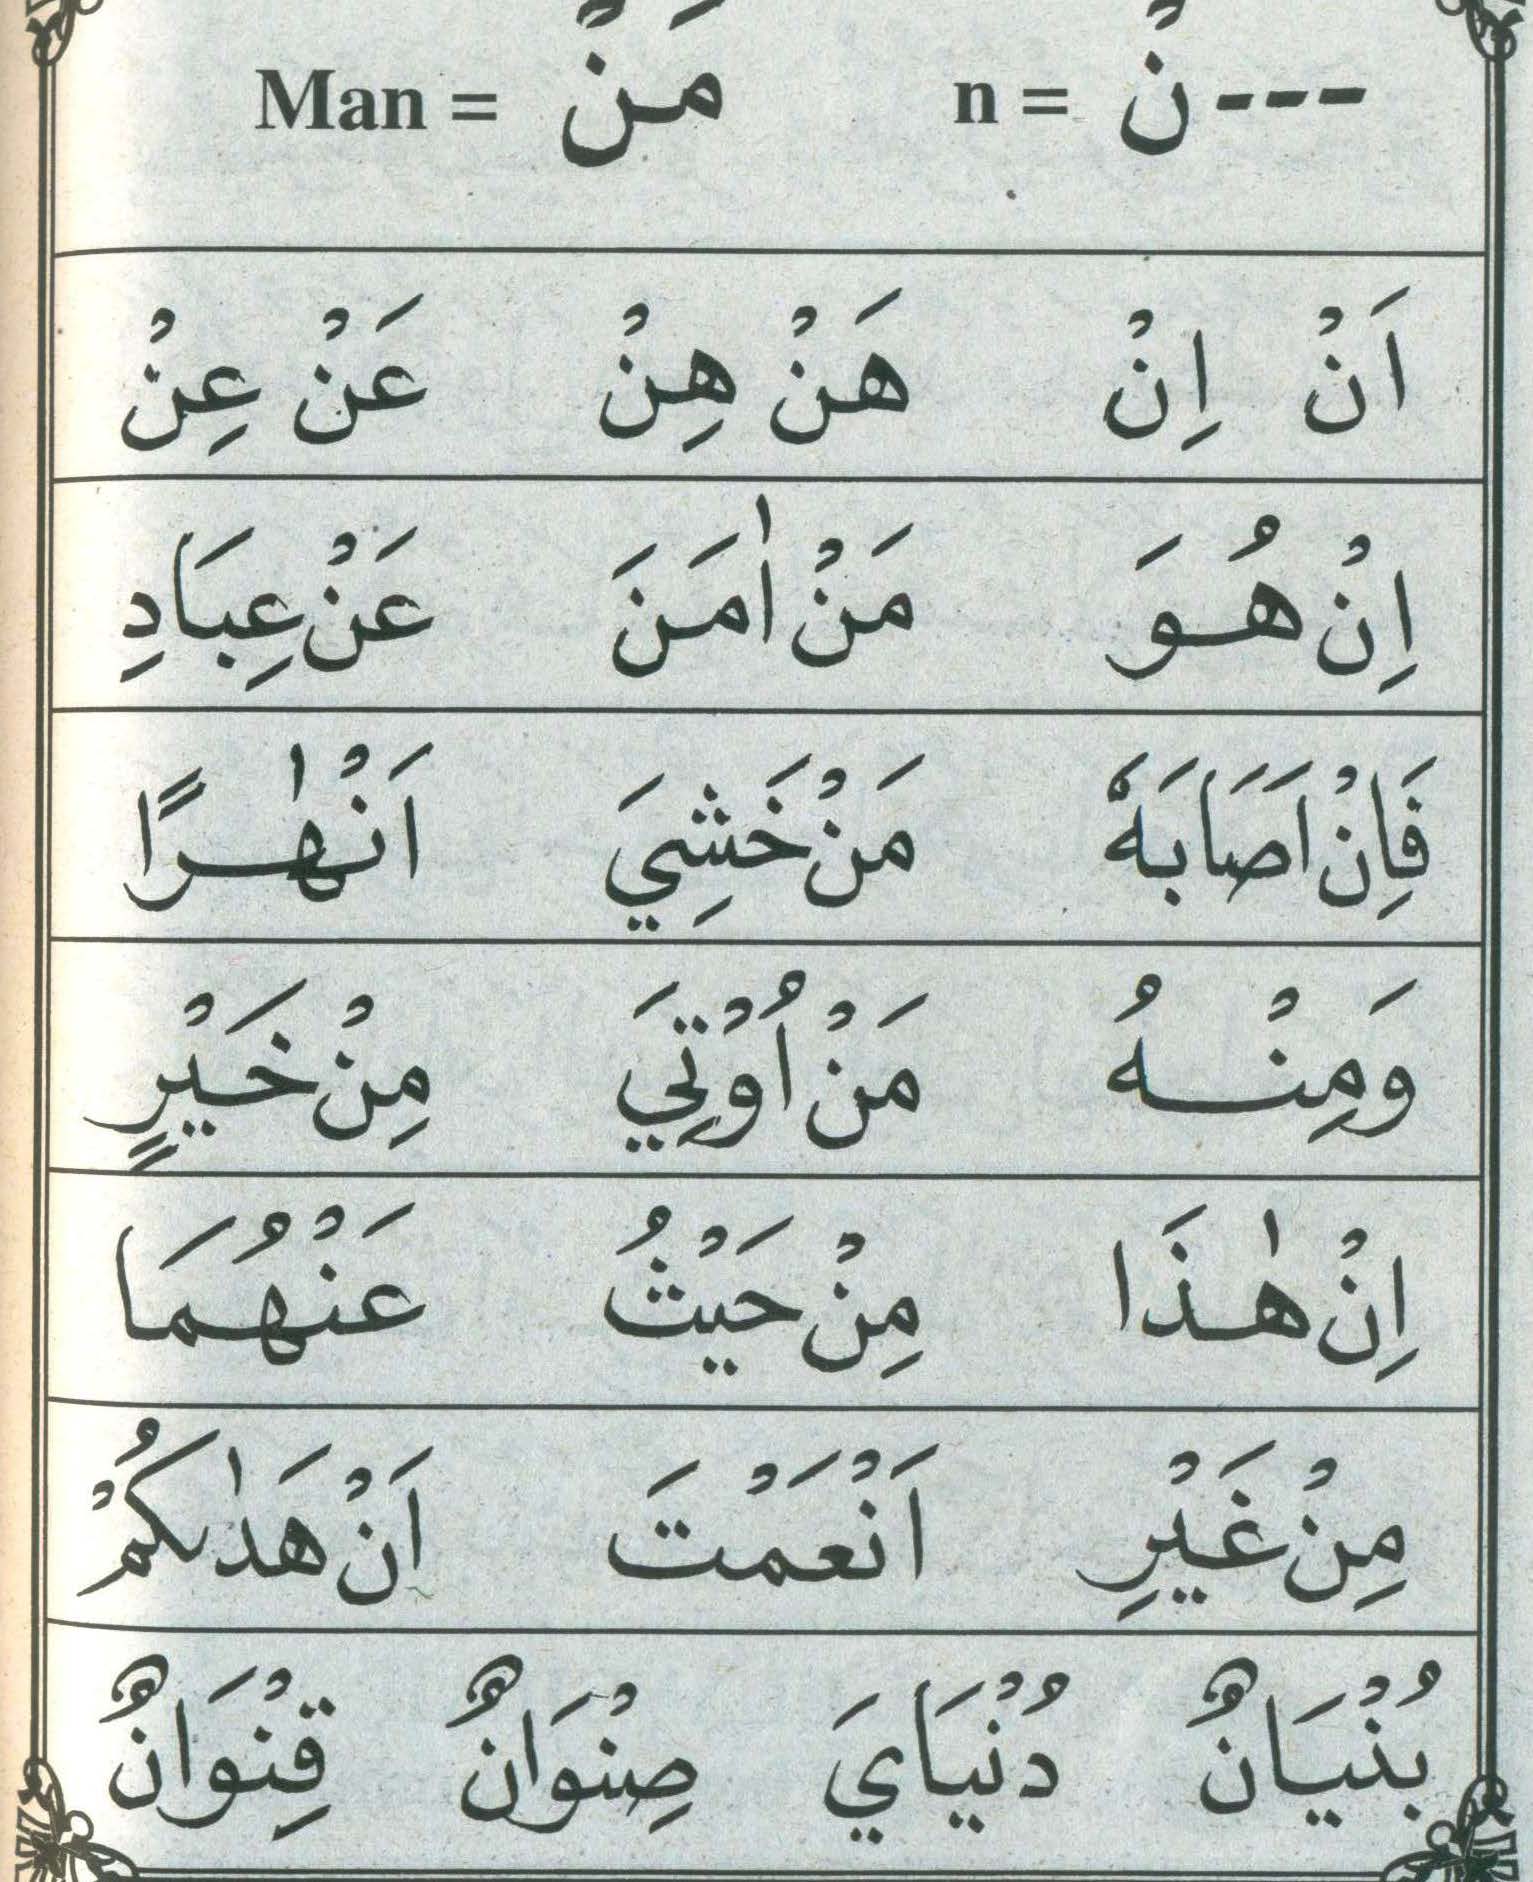 --- نْ = n مَنْ = Man
اَنْ اِنْ هَنْ هِنْ عَنْ عِنْ
اِنْ هُوَ مَنْ اٰمَنَ عَنْ عِبَادِ
فَاِنْ اَصَابَهٗ مَنْ خَشِيَ اَنْهٰرًا
وَمِنْهُ مَنْ اُوْتِيَ مِنْ خَيْرٍ
اِنْ هٰذَا مِنْ حَيْثُ عَنْهُمَا
مِنْ غَيْرِ اَنْعَمْتَ اَنْ هَدٰىكُمْ
بُنْيَانٌ دُنْيَايَ صِنْوَانٌ قِنْوَانٌ